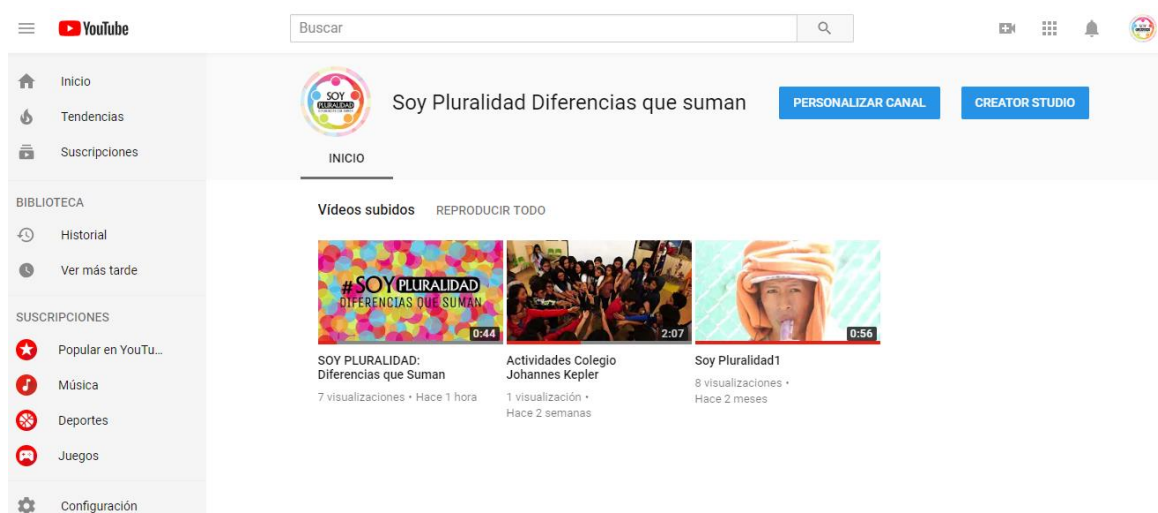 YouTube
Buscar
Inicio
Tendencias
Suscripciones
BIBLIOTECA
Historial
Ver más tarde
SUSCRIPCIONES
Popular en YouTu...
Música
Deportes
Juegos
Configuración
SOY
PLURALIDAD
Soy Pluralidad Diferencias que suman
PERSONALIZAR CANAL
CREATOR STUDIO
INICIO
Vídeos subidos
REPRODUCIR TODO
#SOY PLURALIDAD
DIFERENCIAS QUE SUMAN
0:44
SOY PLURALIDAD:
Diferencias que Suman
7 visualizaciones • Hace 1 hora
2:07
Actividades Colegio
Johannes Kepler
1 visualización •
Hace 2 semanas
0:56
Soy Pluralidad1
8 visualizaciones •
Hace 2 meses